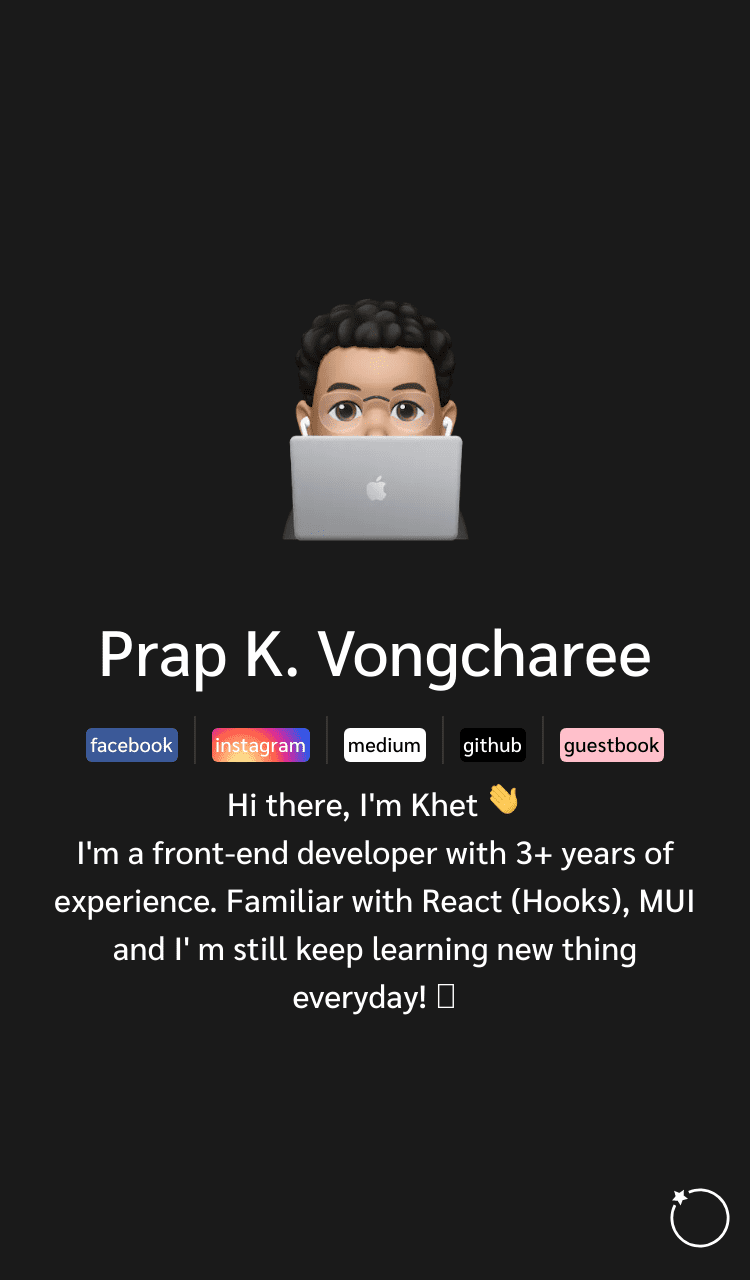 Prap K. Vongcharee
facebook instagram medium github guestbook
Hi there, I'm Khet 👋
I'm a front-end developer with 3+ years of
experience. Familiar with React (Hooks), MUI
and I' m still keep learning new thing
everyday!